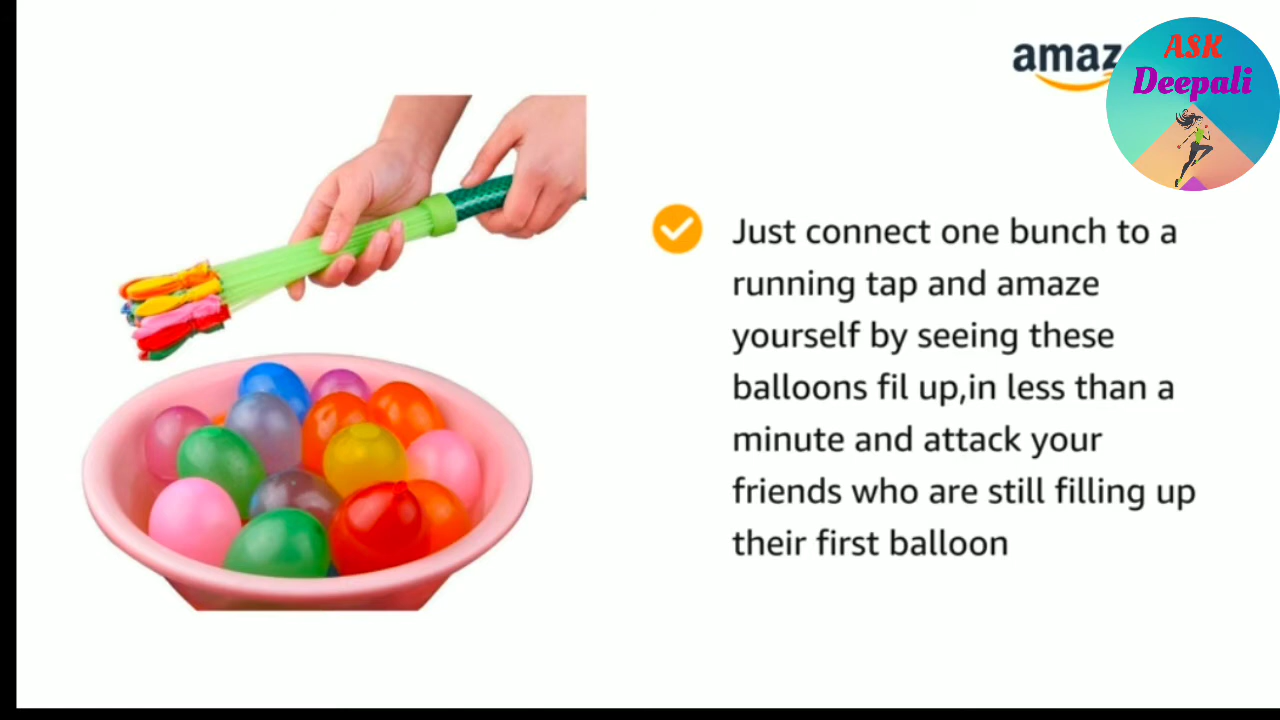 amaz
ASK
Deepali
Just connect one bunch to a
running tap and amaze
yourself by seeing these
balloons fil up,in less than a
minute and attack your
friends who are still filling up
their first balloon